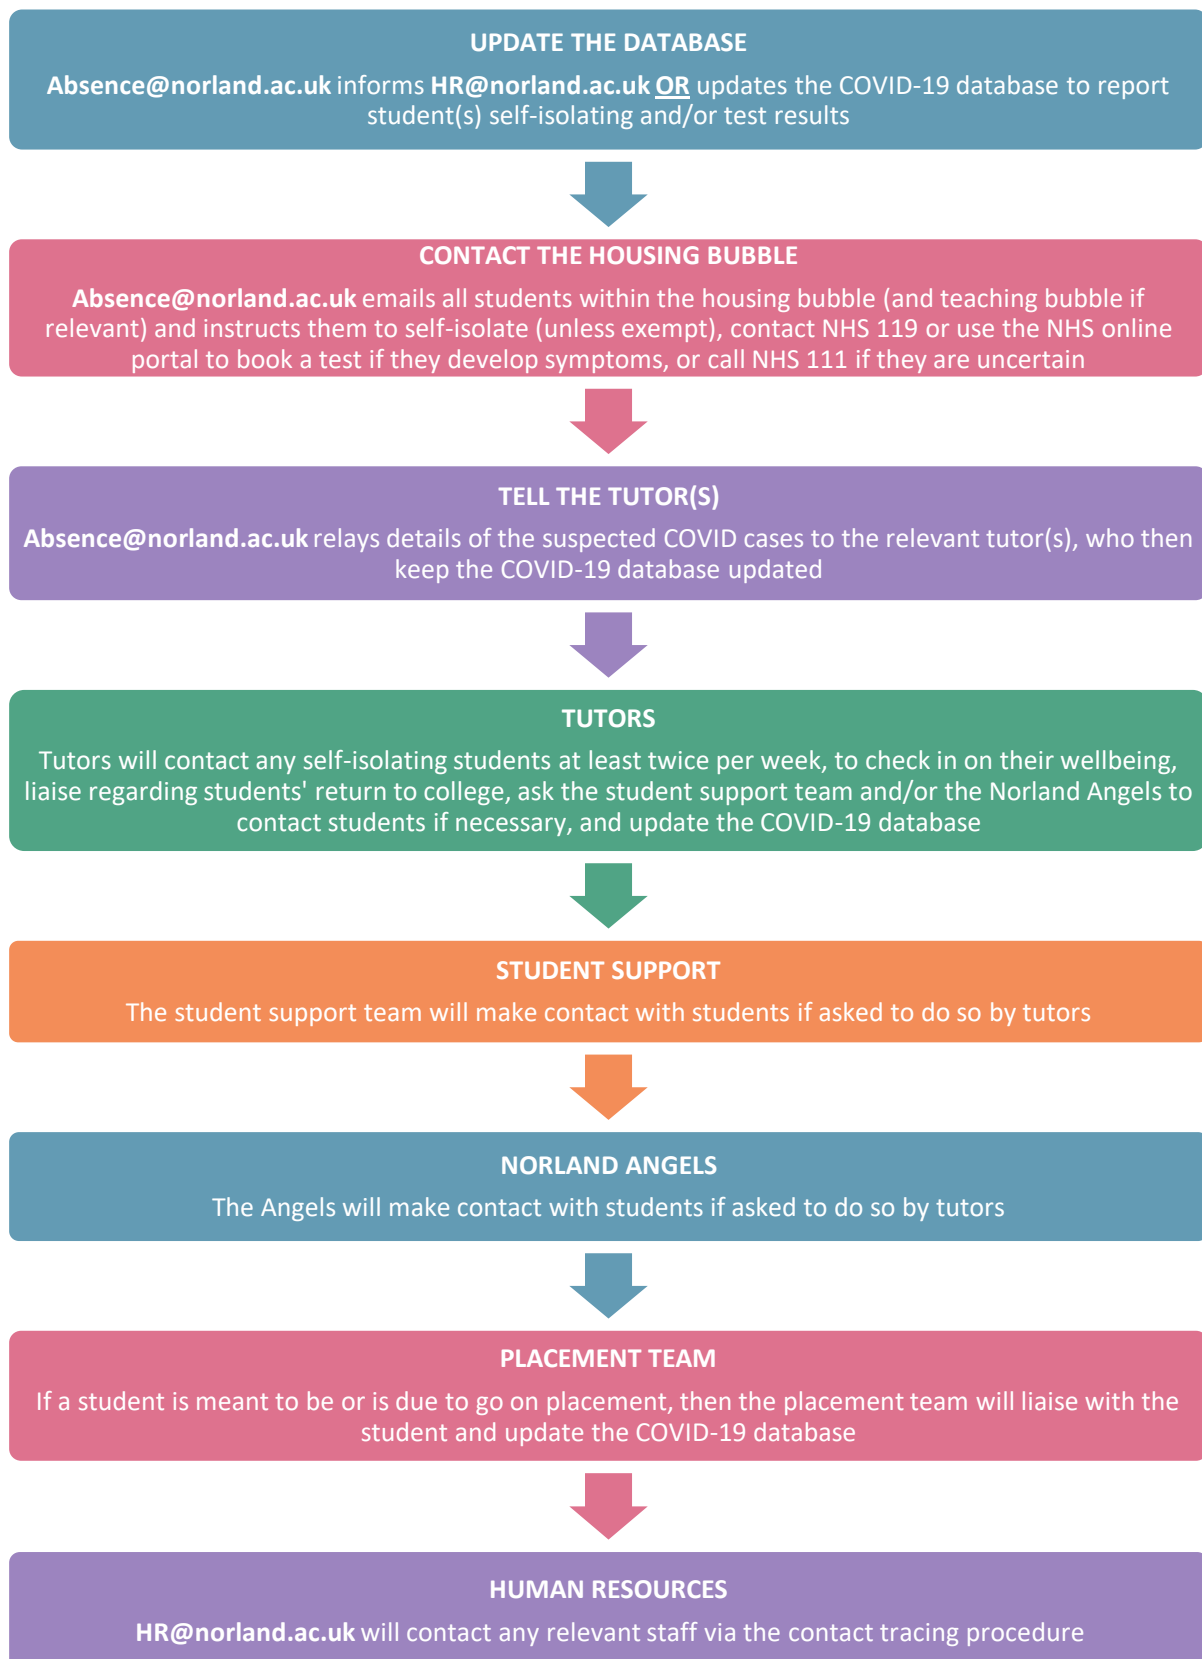 UPDATE THE DATABASE
Absence@norland.ac.uk informs HR@norland.ac.uk OR updates the COVID-19 database to report
student(s) self-isolating and/or test results
CONTACT THE HOUSING BUBBLE
Absence@norland.ac.uk emails all students within the housing bubble (and teaching bubble if
relevant) and instructs them to self-isolate (unless exempt), contact NHS 119 or use the NHS online
portal to book a test if they develop symptoms, or call NHS 111 if they are uncertain
TELL THE TUTOR(S)
Absence@norland.ac.uk relays details of the suspected COVID cases to the relevant tutor(s), who then
keep the COVID-19 database updated
TUTORS
Tutors will contact any self-isolating students at least twice per week, to check in on their wellbeing,
liaise regarding students' return to college, ask the student support team and/or the Norland Angels to
contact students if necessary, and update the COVID-19 database
STUDENT SUPPORT
The student support team will make contact with students if asked to do so by tutors
NORLAND ANGELS
The Angels will make contact with students if asked to do so by tutors
PLACEMENT TEAM
If a student is meant to be or is due to go on placement, then the placement team will liaise with the
student and update the COVID-19 database
HUMAN RESOURCES
HR@norland.ac.uk will contact any relevant staff via the contact tracing procedure